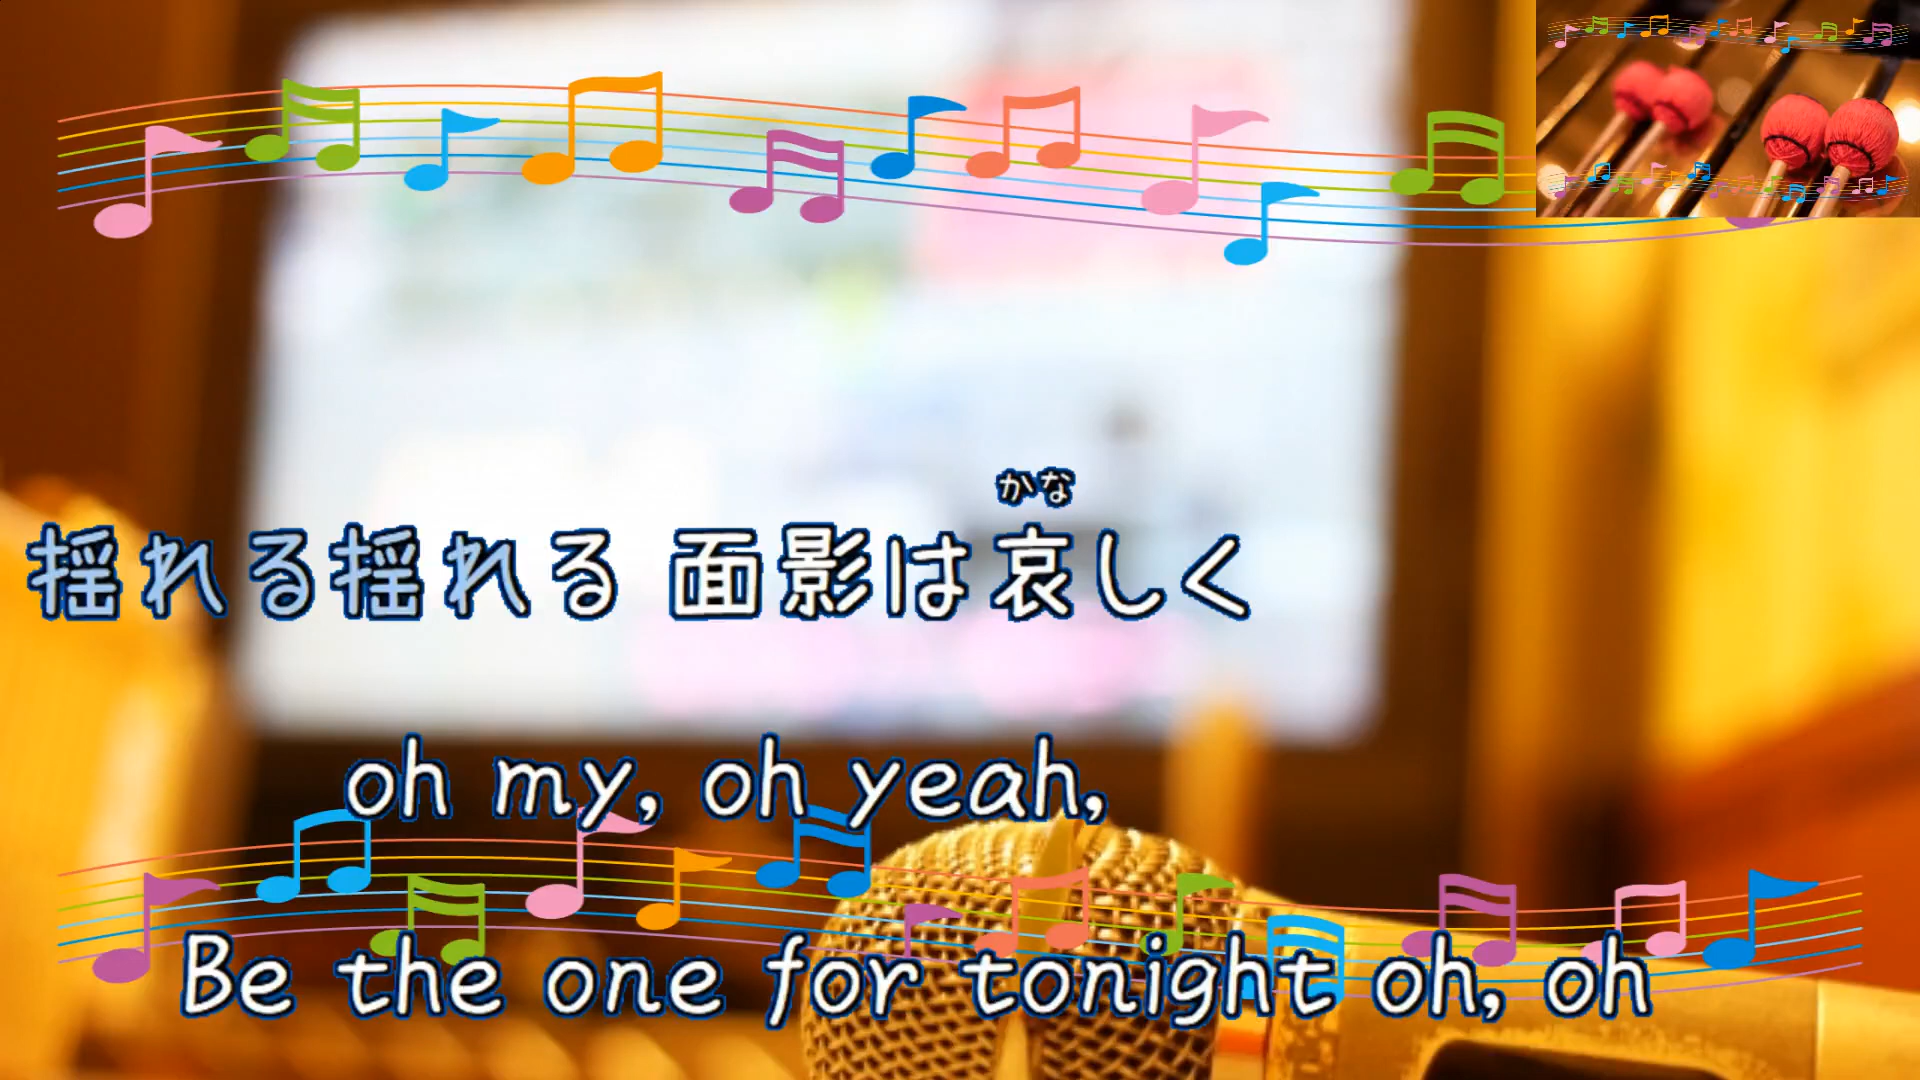 かな
揺れる揺れる 面影は哀しく
oh my, oh yeah,
Be the one for tonight oh, oh